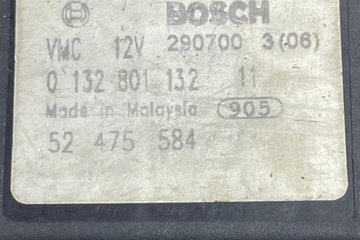 BOSCH
VMC 12V 290700 3(06)
0 132 801 132 11
Made in Malaysia 905
52 475 584